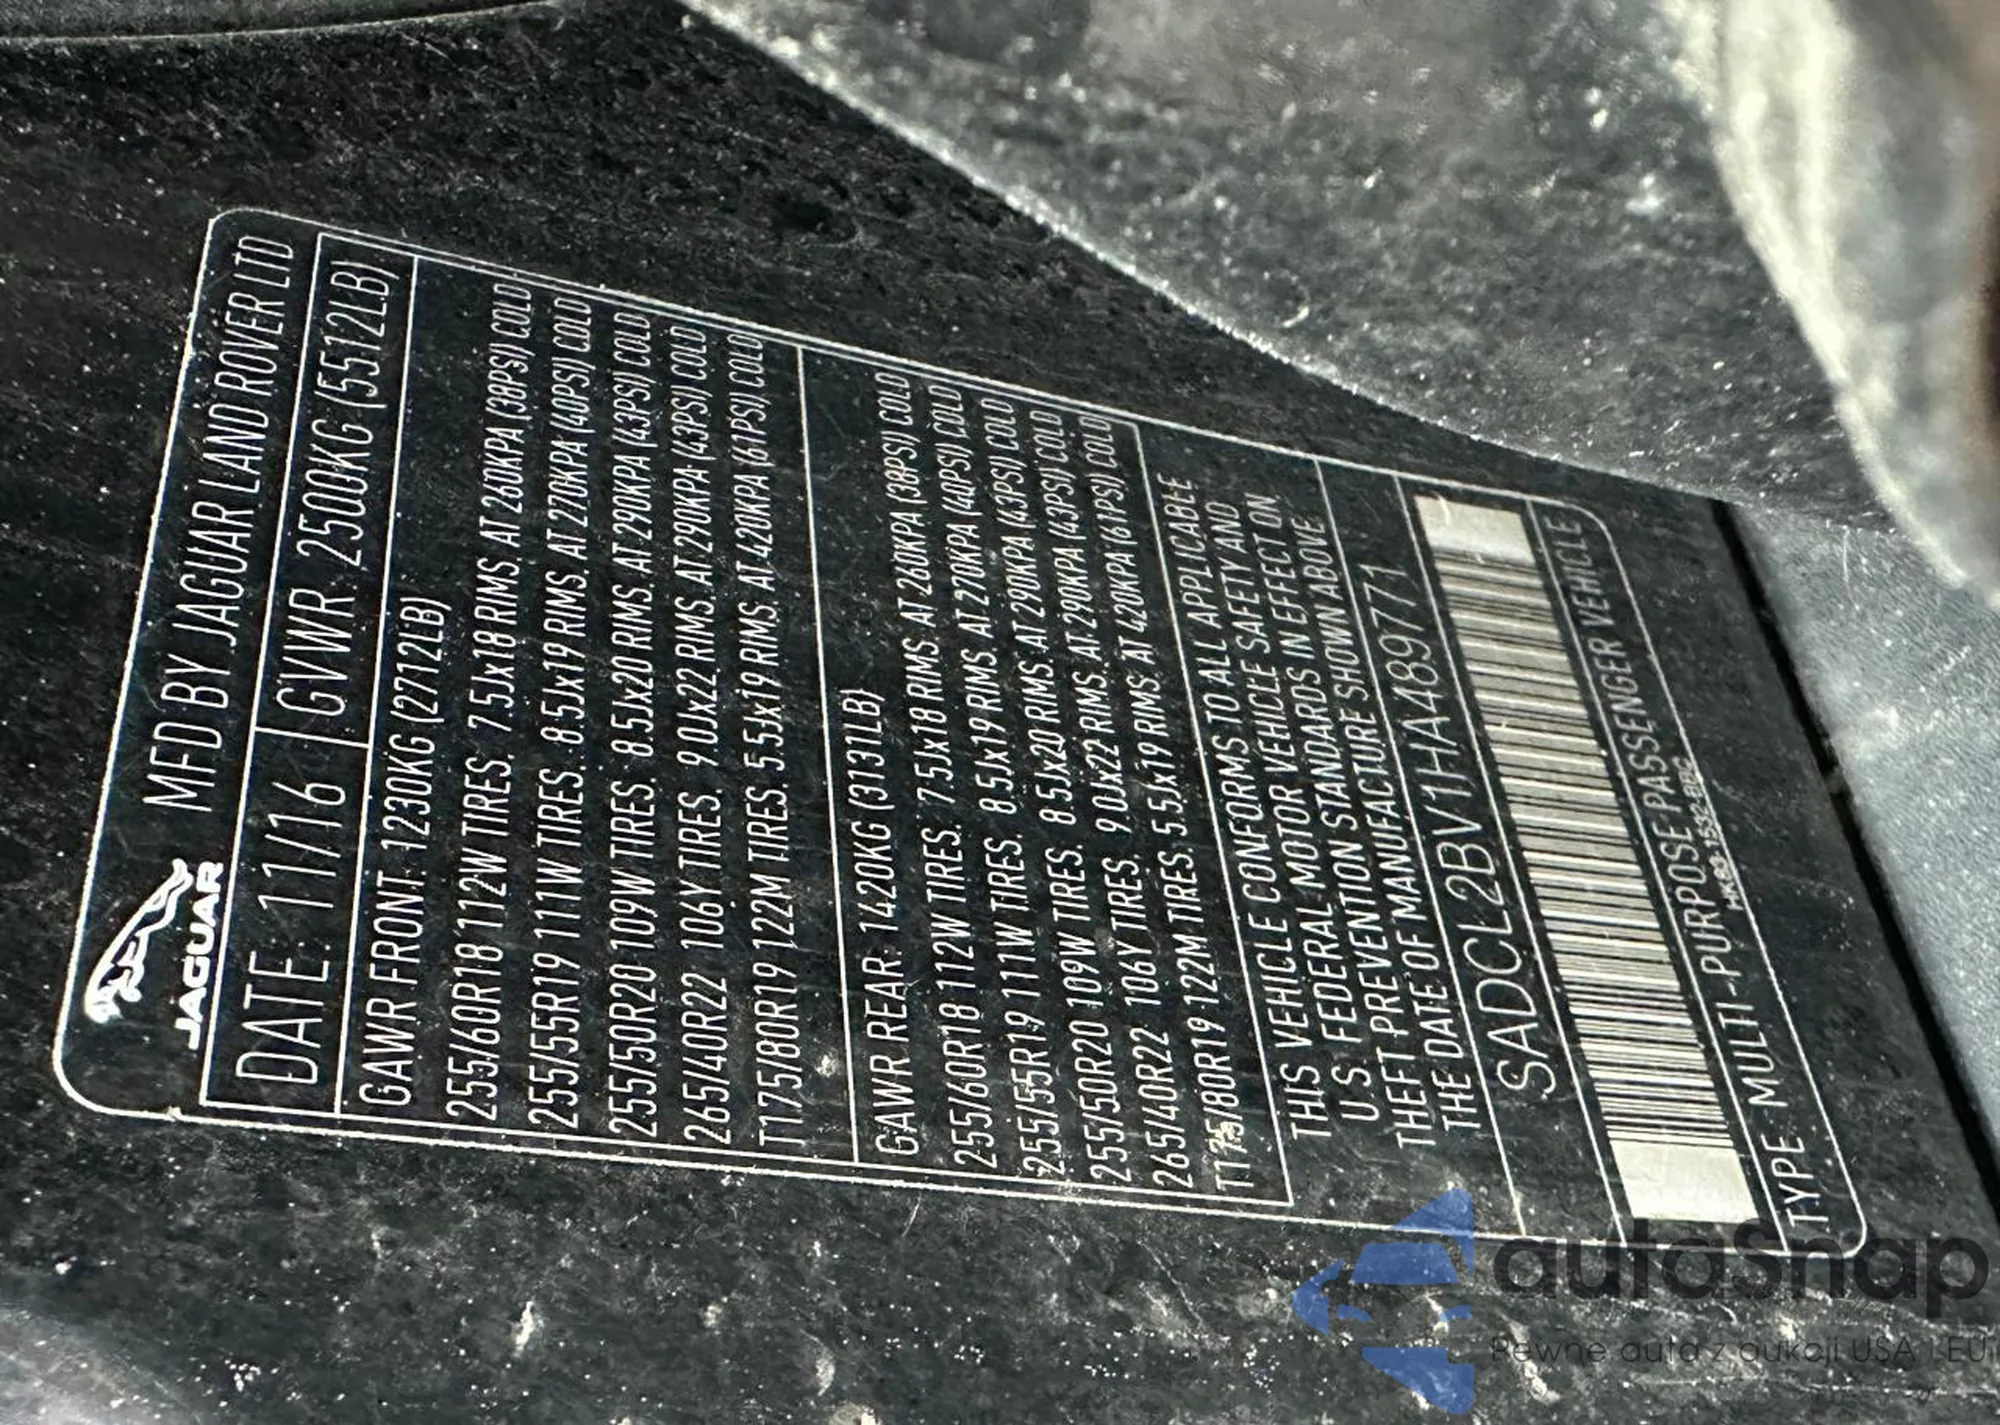 JAGUAR
MFD BY JAGUAR LAND ROVER LTD
DATE: 11/16 GVWR. 2500KG (5512LB)
GAWR FRONT: 1230KG (2712LB)
255/60R18 112W TIRES. 7.5Jx18 RIMS. AT 260KPA (38PSI) COLD
255/55R19 111W TIRES. 8.5Jx19 RIMS. AT 270KPA (40PSI) COLD
255/50R20 109W TIRES. 8.5Jx20 RIMS. AT 290KPA (43PSI) COLD
265/40R22 106Y TIRES. 9.0Jx22 RIMS. AT 290KPA (43PSI) COLD
T175/80R19 122M TIRES. 5.5Jx19 RIMS. AT 420KPA (61PSI) COLD
GAWR REAR: 1420KG (3131LB)
255/60R18 112W TIRES. 7.5Jx18 RIMS. AT 260KPA (38PSI) COLD
255/55R19 111W TIRES. 8.5Jx19 RIMS. AT 270KPA (40PSI) COLD
255/50R20 109W TIRES. 8.5Jx20 RIMS. AT 290KPA (43PSI) COLD
265/40R22 106Y TIRES. 9.0Jx22 RIMS. AT 290KPA (43PSI) COLD
T175/80R19 122M TIRES. 5.5Jx19 RIMS. AT 420KPA (61PSI) COLD
THIS VEHICLE CONFORMS TO ALL APPLICABLE
U.S. FEDERAL MOTOR VEHICLE SAFETY AND
THEFT PREVENTION STANDARDS IN EFFECT ON
THE DATE OF MANUFACTURE SHOWN ABOVE.
SADCL2BV1HA489771
TYPE: MULTI-PURPOSE PASSENGER VEHICLE
autaSnap
Pewne auta z aukcji USA i EU